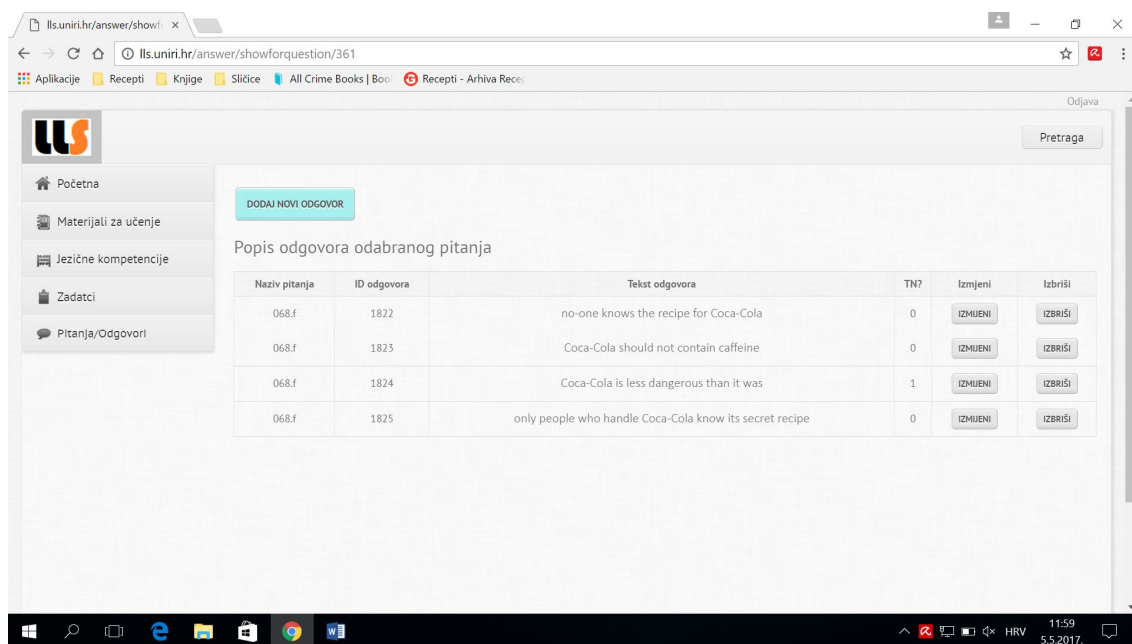 lls.uniri.hr/answer/showf
lls.uniri.hr/answer/showforquestion/361
Aplikacije Recepti Knjige Sličice All Crime Books | Boo Recepti - Arhiva Rece
Odjava
LLS
Pretraga
Početna
Materijali za učenje
Jezične kompetencije
Zadatci
Pitanja/Odgovori
DODAJ NOVI ODGOVOR
Popis odgovora odabranog pitanja
Naziv pitanja ID odgovora Tekst odgovora TN? Izmjeni Izbriši
068.f 1822 no-one knows the recipe for Coca-Cola 0 IZMIJENI IZBRIŠI
068.f 1823 Coca-Cola should not contain caffeine 0 IZMIJENI IZBRIŠI
068.f 1824 Coca-Cola is less dangerous than it was 1 IZMIJENI IZBRIŠI
068.f 1825 only people who handle Coca-Cola know its secret recipe 0 IZMIJENI IZBRIŠI
HRV
11:59
5.5.2017.